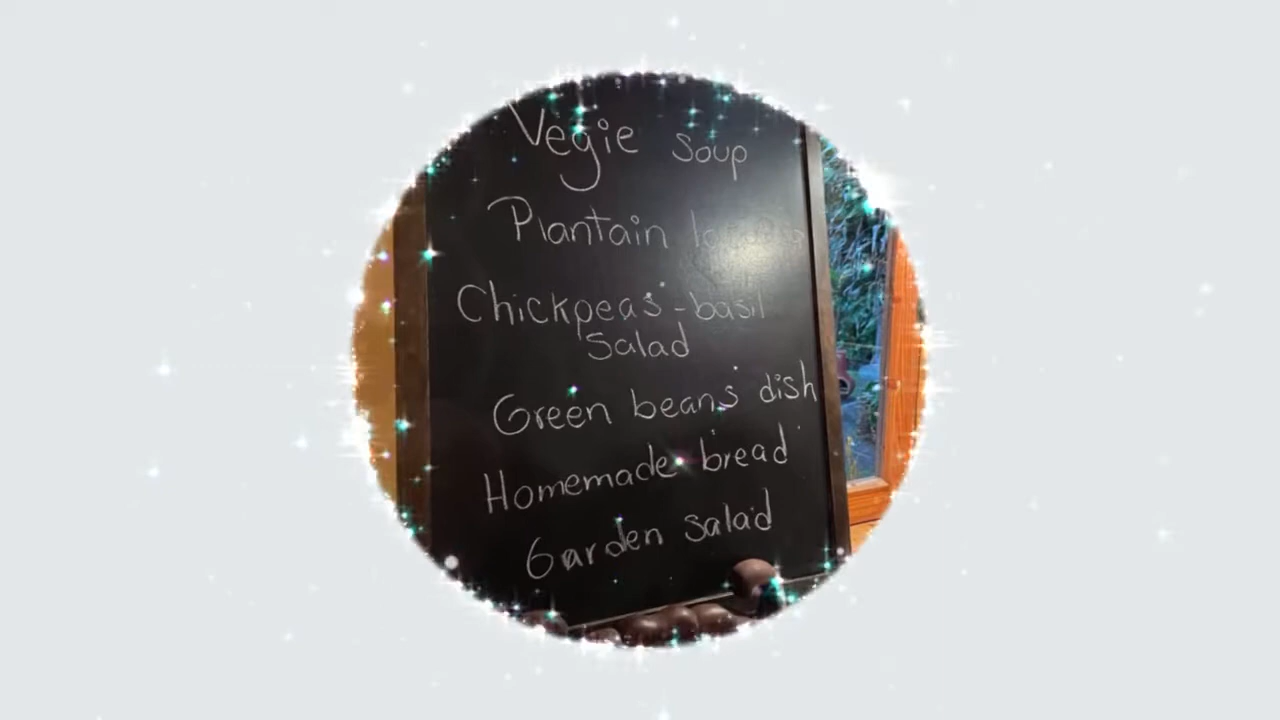 Vegie soup
Plantain
Chickpeas-basil
Salad
Green beans dish
Homemade bread
Garden salad